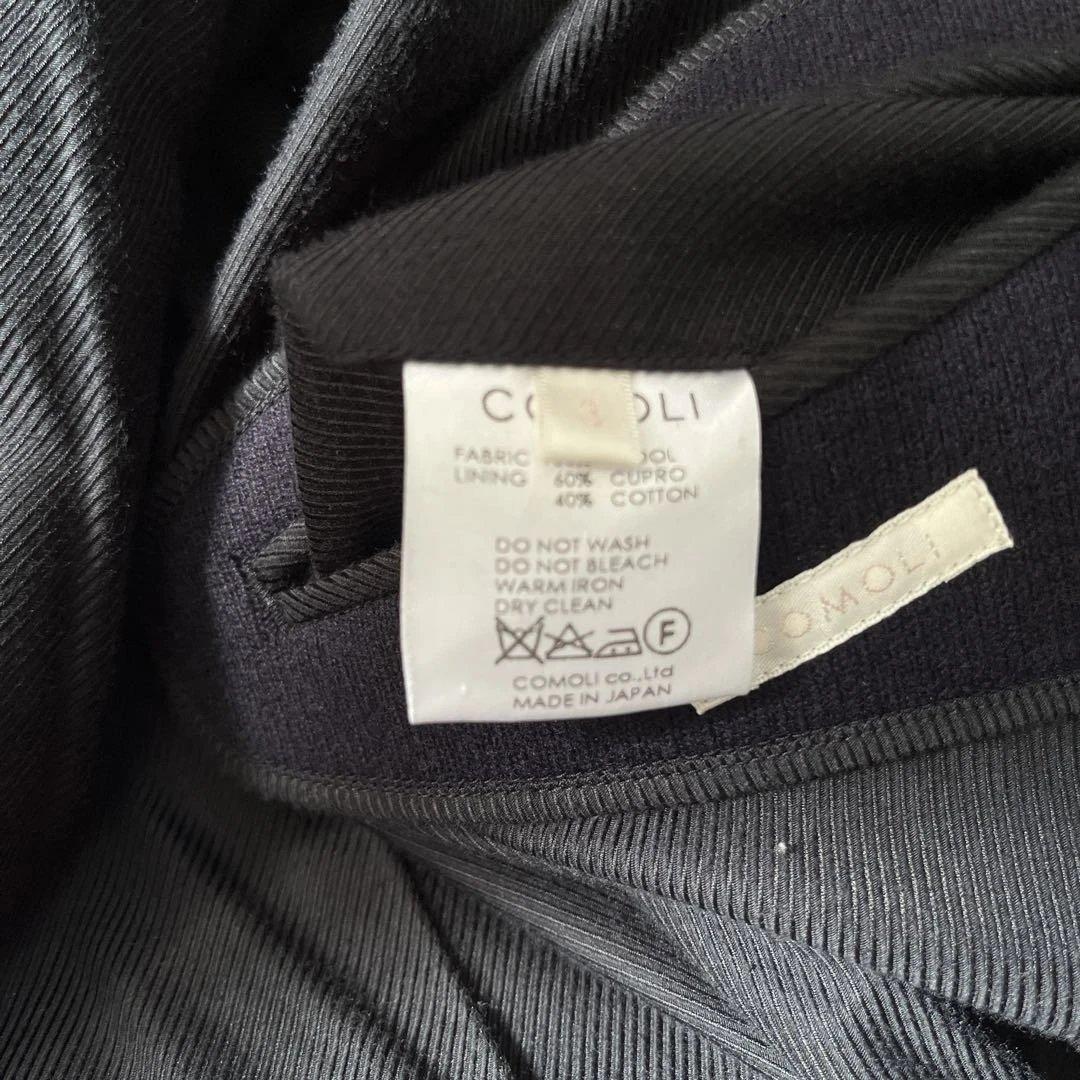 COMOLI
3
FABRIC
LINING 60% CUPRO
40% COTTON
DO NOT WASH
DO NOT BLEACH
WARM IRON
DRY CLEAN
F
COMOLI co.,Ltd
MADE IN JAPAN
COMOLI